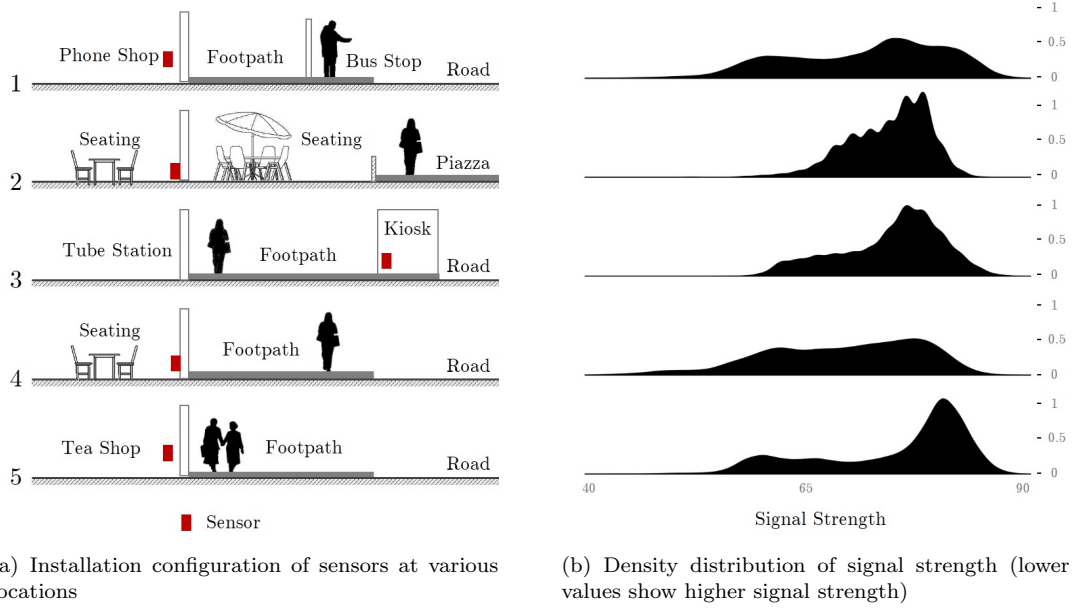 Phone Shop Footpath Bus Stop Road
1
Seating Seating Piazza
2
Tube Station Footpath Kiosk Road
3
Seating Footpath Road
4
Tea Shop Footpath Road
5
Sensor
a) Installation configuration of sensors at various
ocations
1
0.5
0
1
0.5
0
1
0.5
0
1
0.5
0
1
0.5
0
40 65 90
Signal Strength
(b) Density distribution of signal strength (lower
values show higher signal strength)